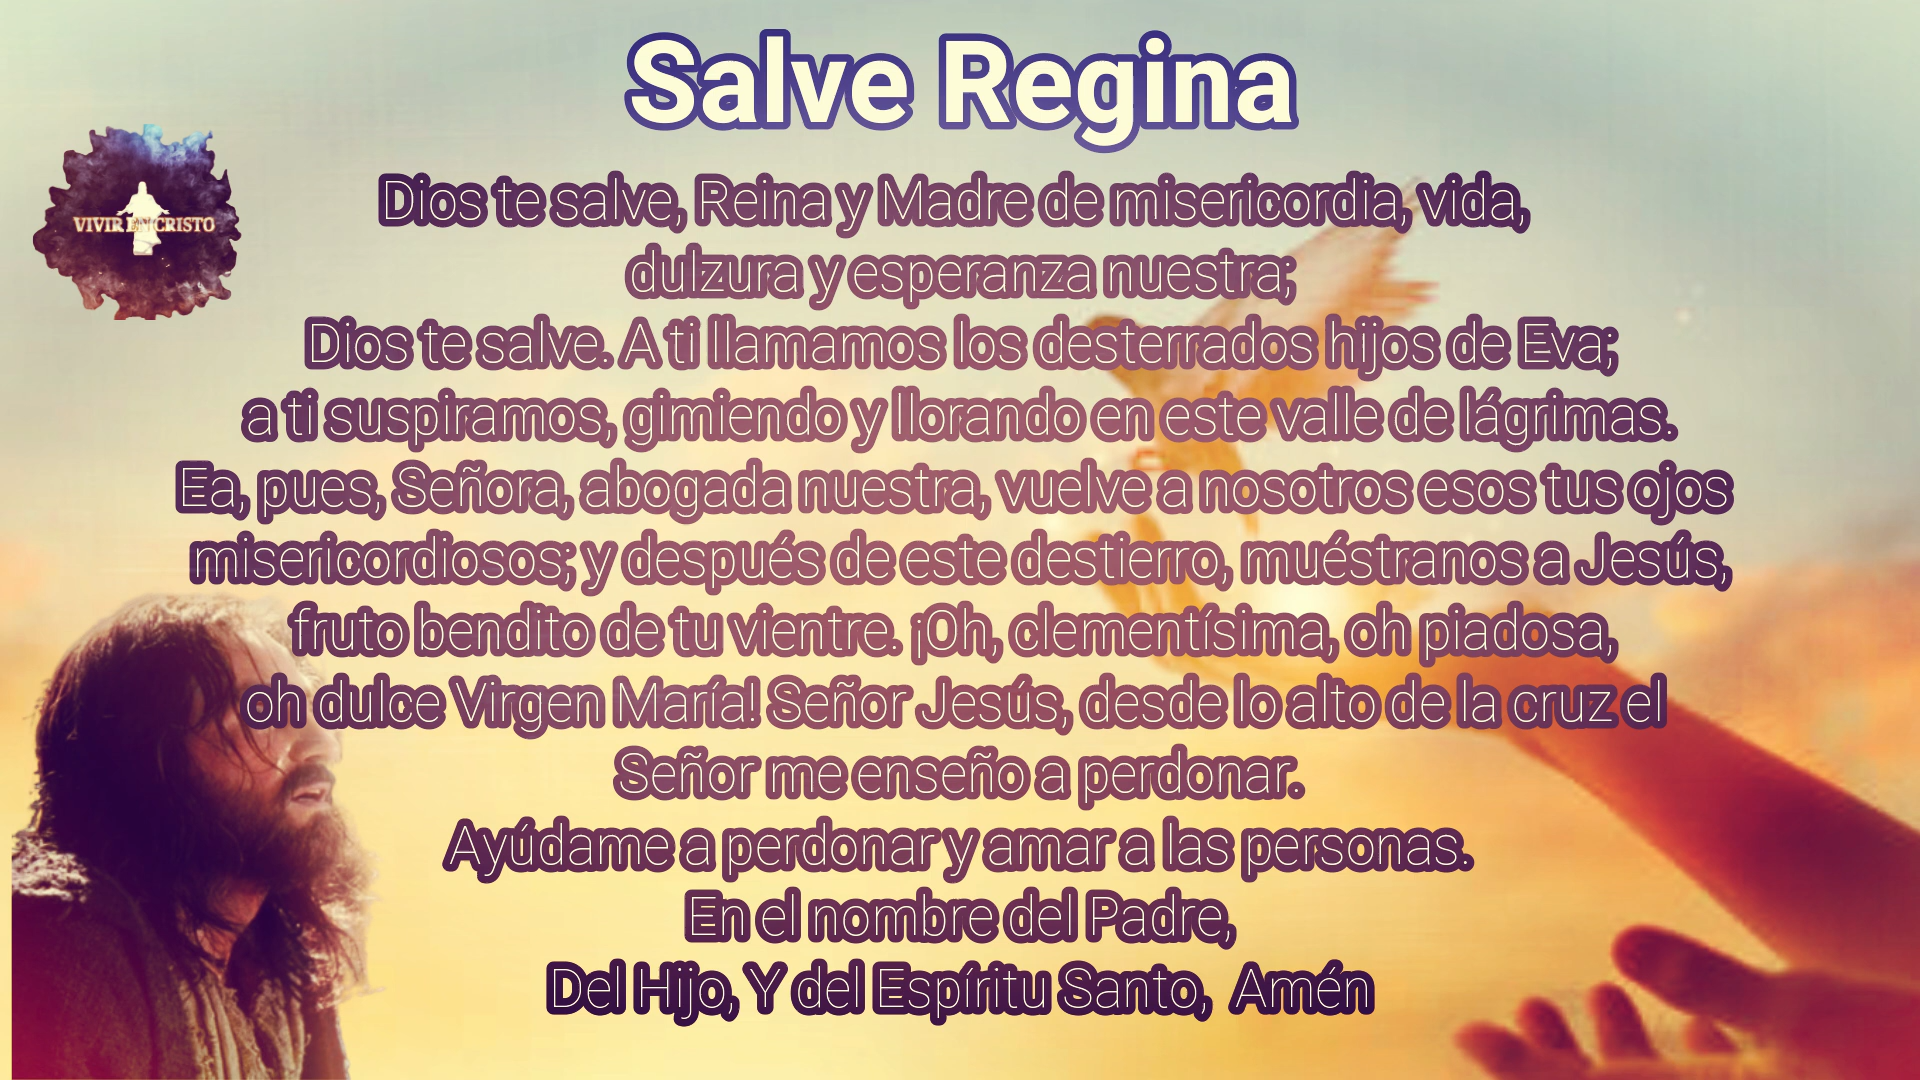 Salve Regina
VIVIR EN CRISTO
Dios te salve, Reina y Madre de misericordia, vida,
dulzura y esperanza nuestra;
Dios te salve. A ti llamamos los desterrados hijos de Eva;
a ti suspiramos, gimiendo y llorando en este valle de lágrimas.
Ea, pues, Señora, abogada nuestra, vuelve a nosotros esos tus ojos
misericordiosos; y después de este destierro, muéstranos a Jesús,
fruto bendito de tu vientre. ¡Oh, clementísima, oh piadosa,
oh dulce Virgen María! Señor Jesús, desde lo alto de la cruz el
Señor me enseño a perdonar.
Ayúdame a perdonar y amar a las personas.
En el nombre del Padre,
Del Hijo, Y del Espíritu Santo, Amén